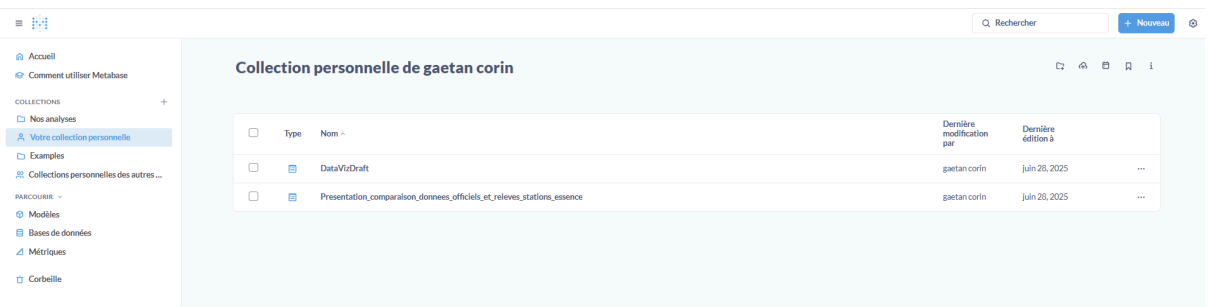 Rechercher
+ Nouveau
Accueil
Comment utiliser Metabase
COLLECTIONS
Nos analyses
Votre collection personnelle
Examples
Collections personnelles des autres ...
PARCOURIR
Modèles
Bases de données
Métriques
Corbeille
Collection personnelle de gaetan corin
Type Nom Dernière modification par Dernière édition à
DataVizDraft gaetan corin juin 28, 2025
Presentation_comparaison_donnees_officiels_et_releves_stations_essence gaetan corin juin 28, 2025